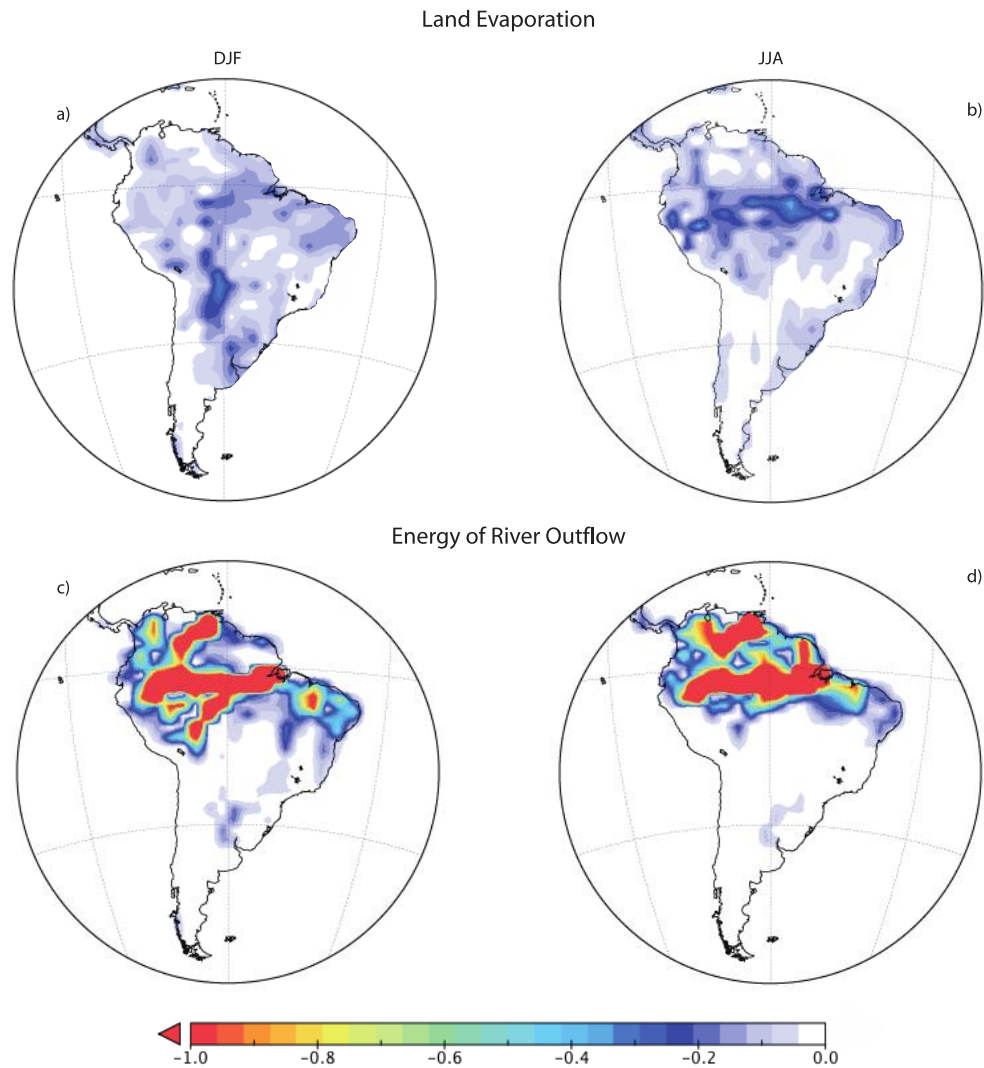 Land Evaporation
DJF
JJA
a)
b)
Energy of River Outflow
c)
d)
−1.0
−0.8
−0.6
−0.4
−0.2
0.0